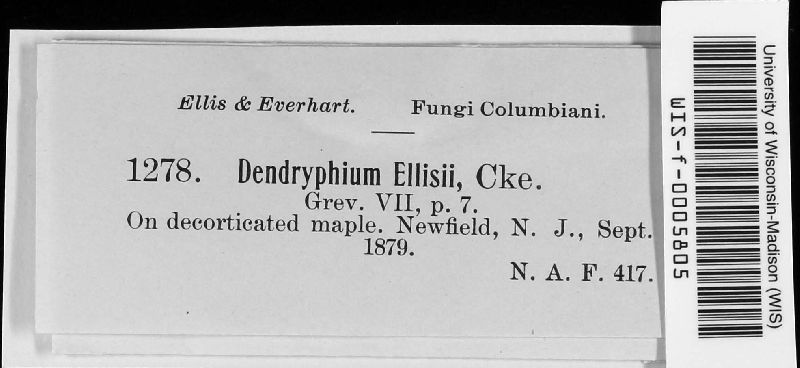 Ellis & Everhart. Fungi Columbiani.
1278. Dendryphium Ellisii, Cke.
Grev. VII, p. 7.
On decorticated maple. Newfield, N. J., Sept.
1879.
N. A. F. 417.
University of Wisconsin-Madison (WIS)
WIS-f-0005805